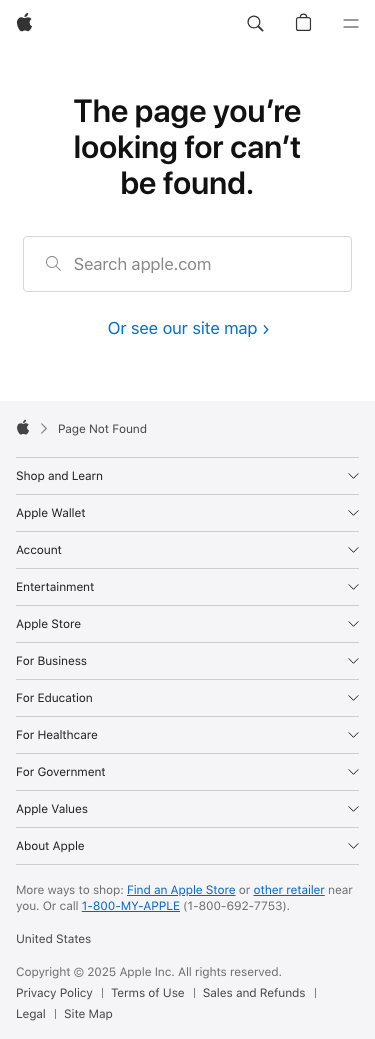 The page you’re
looking for can’t
be found.
Search apple.com
Or see our site map ›
Page Not Found
Shop and Learn
Apple Wallet
Account
Entertainment
Apple Store
For Business
For Education
For Healthcare
For Government
Apple Values
About Apple
More ways to shop: Find an Apple Store or other retailer near
you. Or call 1-800-MY-APPLE (1-800-692-7753).
United States
Copyright © 2025 Apple Inc. All rights reserved.
Privacy Policy | Terms of Use | Sales and Refunds |
Legal | Site Map